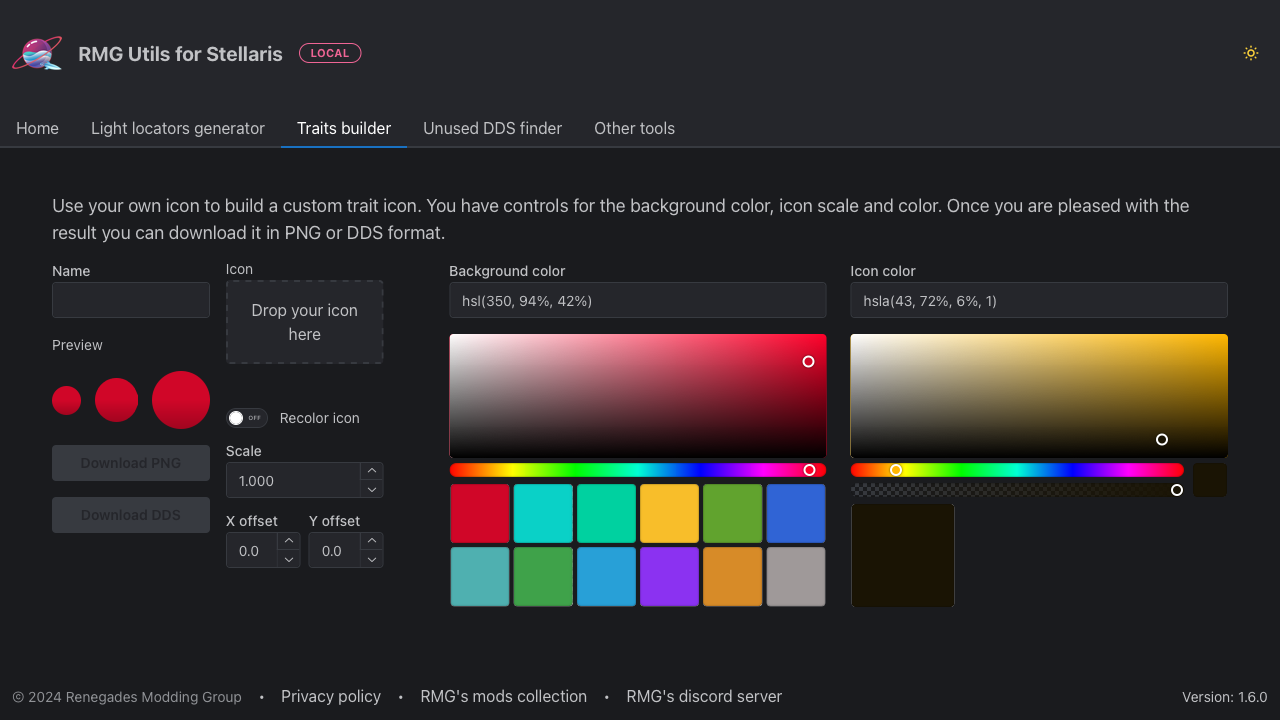 RMG Utils for Stellaris
LOCAL
Home
Light locators generator
Traits builder
Unused DDS finder
Other tools
Use your own icon to build a custom trait icon. You have controls for the background color, icon scale and color. Once you are pleased with the
result you can download it in PNG or DDS format.
Name
Preview
Download PNG
Download DDS
Icon
Drop your icon
here
OFF
Recolor icon
Scale
1.000
X offset
Y offset
0.0
0.0
Background color
hsl(350, 94%, 42%)
Icon color
hsla(43, 72%, 6%, 1)
© 2024 Renegades Modding Group
•
Privacy policy
•
RMG's mods collection
•
RMG's discord server
Version: 1.6.0